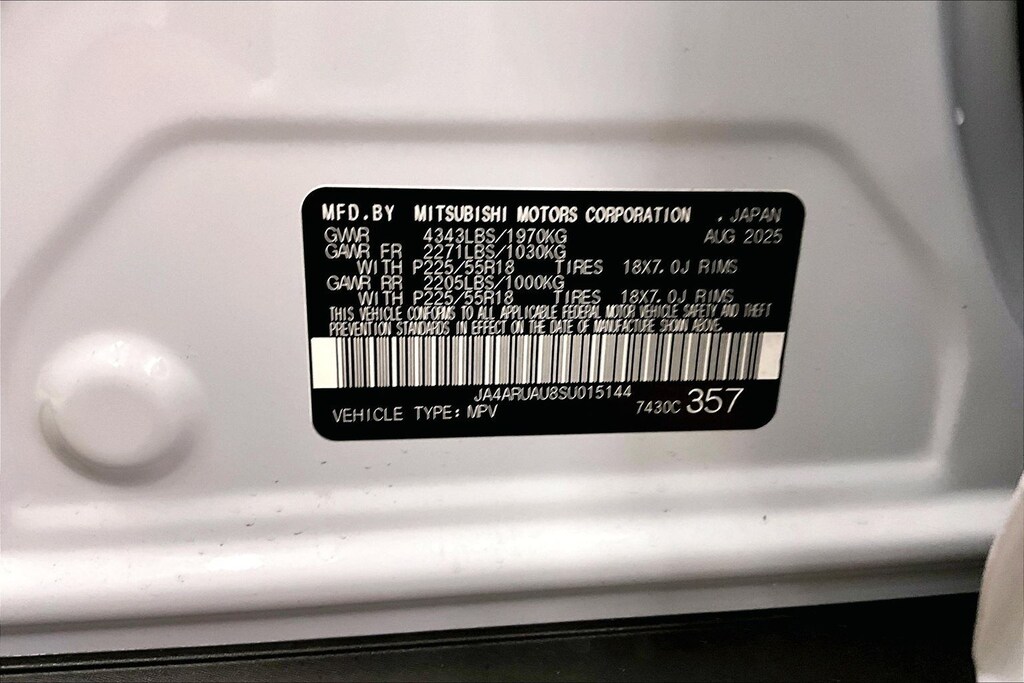 MFD.BY MITSUBISHI MOTORS CORPORATION . JAPAN
GVWR 4343LBS/1970KG AUG 2025
GAWR FR 2271LBS/1030KG
WITH P225/55R18 TIRES 18X7.0J RIMS
GAWR RR 2205LBS/1000KG
WITH P225/55R18 TIRES 18X7.0J RIMS
THIS VEHICLE CONFORMS TO ALL APPLICABLE FEDERAL MOTOR VEHICLE SAFETY AND THEFT
PREVENTION STANDARDS IN EFFECT ON THE DATE OF MANUFACTURE SHOWN ABOVE.
JA4ARUAU8SU015144
VEHICLE TYPE: MPV 7430C 357